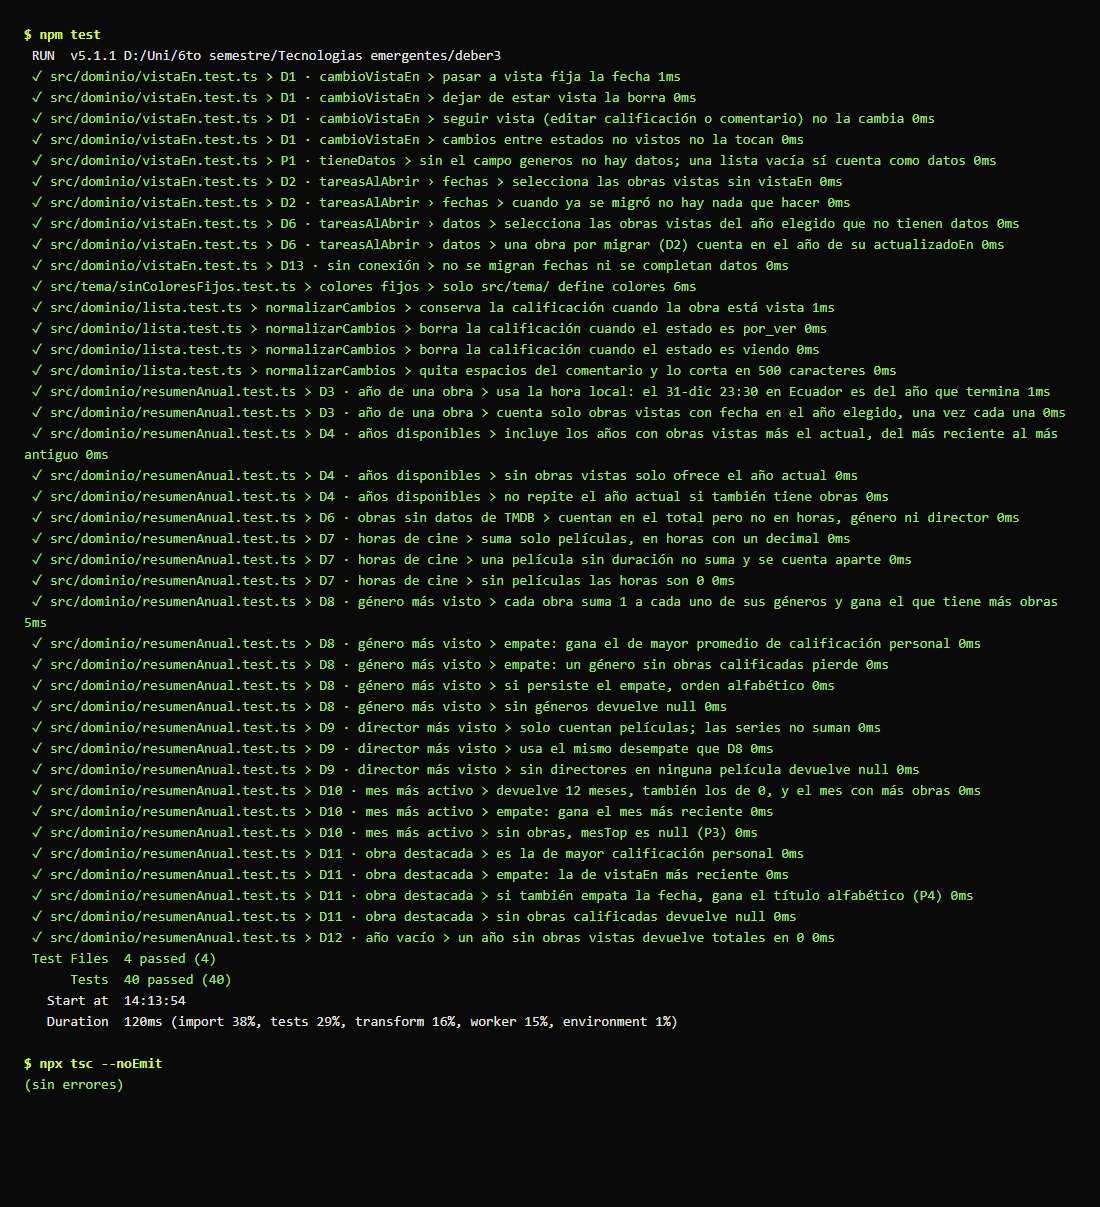 $ npm test
RUN  v5.1.1 D:/Uni/6to semestre/Tecnologias emergentes/deber3
✓ src/dominio/vistaEn.test.ts > D1 · cambioVistaEn > pasar a vista fija la fecha 1ms
✓ src/dominio/vistaEn.test.ts > D1 · cambioVistaEn > dejar de estar vista la borra 0ms
✓ src/dominio/vistaEn.test.ts > D1 · cambioVistaEn > seguir vista (editar calificación o comentario) no la cambia 0ms
✓ src/dominio/vistaEn.test.ts > D1 · cambioVistaEn > cambios entre estados no vistos no la tocan 0ms
✓ src/dominio/vistaEn.test.ts > P1 · tieneDatos > sin el campo generos no hay datos; una lista vacía sí cuenta como datos 0ms
✓ src/dominio/vistaEn.test.ts > D2 · tareasAlAbrir › fechas > selecciona las obras vistas sin vistaEn 0ms
✓ src/dominio/vistaEn.test.ts > D2 · tareasAlAbrir › fechas > cuando ya se migró no hay nada que hacer 0ms
✓ src/dominio/vistaEn.test.ts > D6 · tareasAlAbrir › datos > selecciona las obras vistas del año elegido que no tienen datos 0ms
✓ src/dominio/vistaEn.test.ts > D6 · tareasAlAbrir › datos > una obra por migrar (D2) cuenta en el año de su actualizadoEn 0ms
✓ src/dominio/vistaEn.test.ts > D13 · sin conexión > no se migran fechas ni se completan datos 0ms
✓ src/tema/sinColoresFijos.test.ts > colores fijos > solo src/tema/ define colores 6ms
✓ src/dominio/lista.test.ts > normalizarCambios > conserva la calificación cuando la obra está vista 1ms
✓ src/dominio/lista.test.ts > normalizarCambios > borra la calificación cuando el estado es por_ver 0ms
✓ src/dominio/lista.test.ts > normalizarCambios > borra la calificación cuando el estado es viendo 0ms
✓ src/dominio/lista.test.ts > normalizarCambios > quita espacios del comentario y lo corta en 500 caracteres 0ms
✓ src/dominio/resumenAnual.test.ts > D3 · año de una obra > usa la hora local: el 31-dic 23:30 en Ecuador es del año que termina 1ms
✓ src/dominio/resumenAnual.test.ts > D3 · año de una obra > cuenta solo obras vistas con fecha en el año elegido, una vez cada una 0ms
✓ src/dominio/resumenAnual.test.ts > D4 · años disponibles > incluye los años con obras vistas más el actual, del más reciente al más
antiguo 0ms
✓ src/dominio/resumenAnual.test.ts > D4 · años disponibles > sin obras vistas solo ofrece el año actual 0ms
✓ src/dominio/resumenAnual.test.ts > D4 · años disponibles > no repite el año actual si también tiene obras 0ms
✓ src/dominio/resumenAnual.test.ts > D6 · obras sin datos de TMDB > cuentan en el total pero no en horas, género ni director 0ms
✓ src/dominio/resumenAnual.test.ts > D7 · horas de cine > suma solo películas, en horas con un decimal 0ms
✓ src/dominio/resumenAnual.test.ts > D7 · horas de cine > una película sin duración no suma y se cuenta aparte 0ms
✓ src/dominio/resumenAnual.test.ts > D7 · horas de cine > sin películas las horas son 0 0ms
✓ src/dominio/resumenAnual.test.ts > D8 · género más visto > cada obra suma 1 a cada uno de sus géneros y gana el que tiene más obras
5ms
✓ src/dominio/resumenAnual.test.ts > D8 · género más visto > empate: gana el de mayor promedio de calificación personal 0ms
✓ src/dominio/resumenAnual.test.ts > D8 · género más visto > empate: un género sin obras calificadas pierde 0ms
✓ src/dominio/resumenAnual.test.ts > D8 · género más visto > si persiste el empate, orden alfabético 0ms
✓ src/dominio/resumenAnual.test.ts > D8 · género más visto > sin géneros devuelve null 0ms
✓ src/dominio/resumenAnual.test.ts > D9 · director más visto > solo cuentan películas; las series no suman 0ms
✓ src/dominio/resumenAnual.test.ts > D9 · director más visto > usa el mismo desempate que D8 0ms
✓ src/dominio/resumenAnual.test.ts > D9 · director más visto > sin directores en ninguna película devuelve null 0ms
✓ src/dominio/resumenAnual.test.ts > D10 · mes más activo > devuelve 12 meses, también los de 0, y el mes con más obras 0ms
✓ src/dominio/resumenAnual.test.ts > D10 · mes más activo > empate: gana el mes más reciente 0ms
✓ src/dominio/resumenAnual.test.ts > D10 · mes más activo > sin obras, mesTop es null (P3) 0ms
✓ src/dominio/resumenAnual.test.ts > D11 · obra destacada > es la de mayor calificación personal 0ms
✓ src/dominio/resumenAnual.test.ts > D11 · obra destacada > empate: la de vistaEn más reciente 0ms
✓ src/dominio/resumenAnual.test.ts > D11 · obra destacada > si también empata la fecha, gana el título alfabético (P4) 0ms
✓ src/dominio/resumenAnual.test.ts > D11 · obra destacada > sin obras calificadas devuelve null 0ms
✓ src/dominio/resumenAnual.test.ts > D12 · año vacío > un año sin obras vistas devuelve totales en 0 0ms
Test Files  4 passed (4)
Tests  40 passed (40)
Start at  14:13:54
Duration  120ms (import 38%, tests 29%, transform 16%, worker 15%, environment 1%)
$ npx tsc --noEmit
(sin errores)